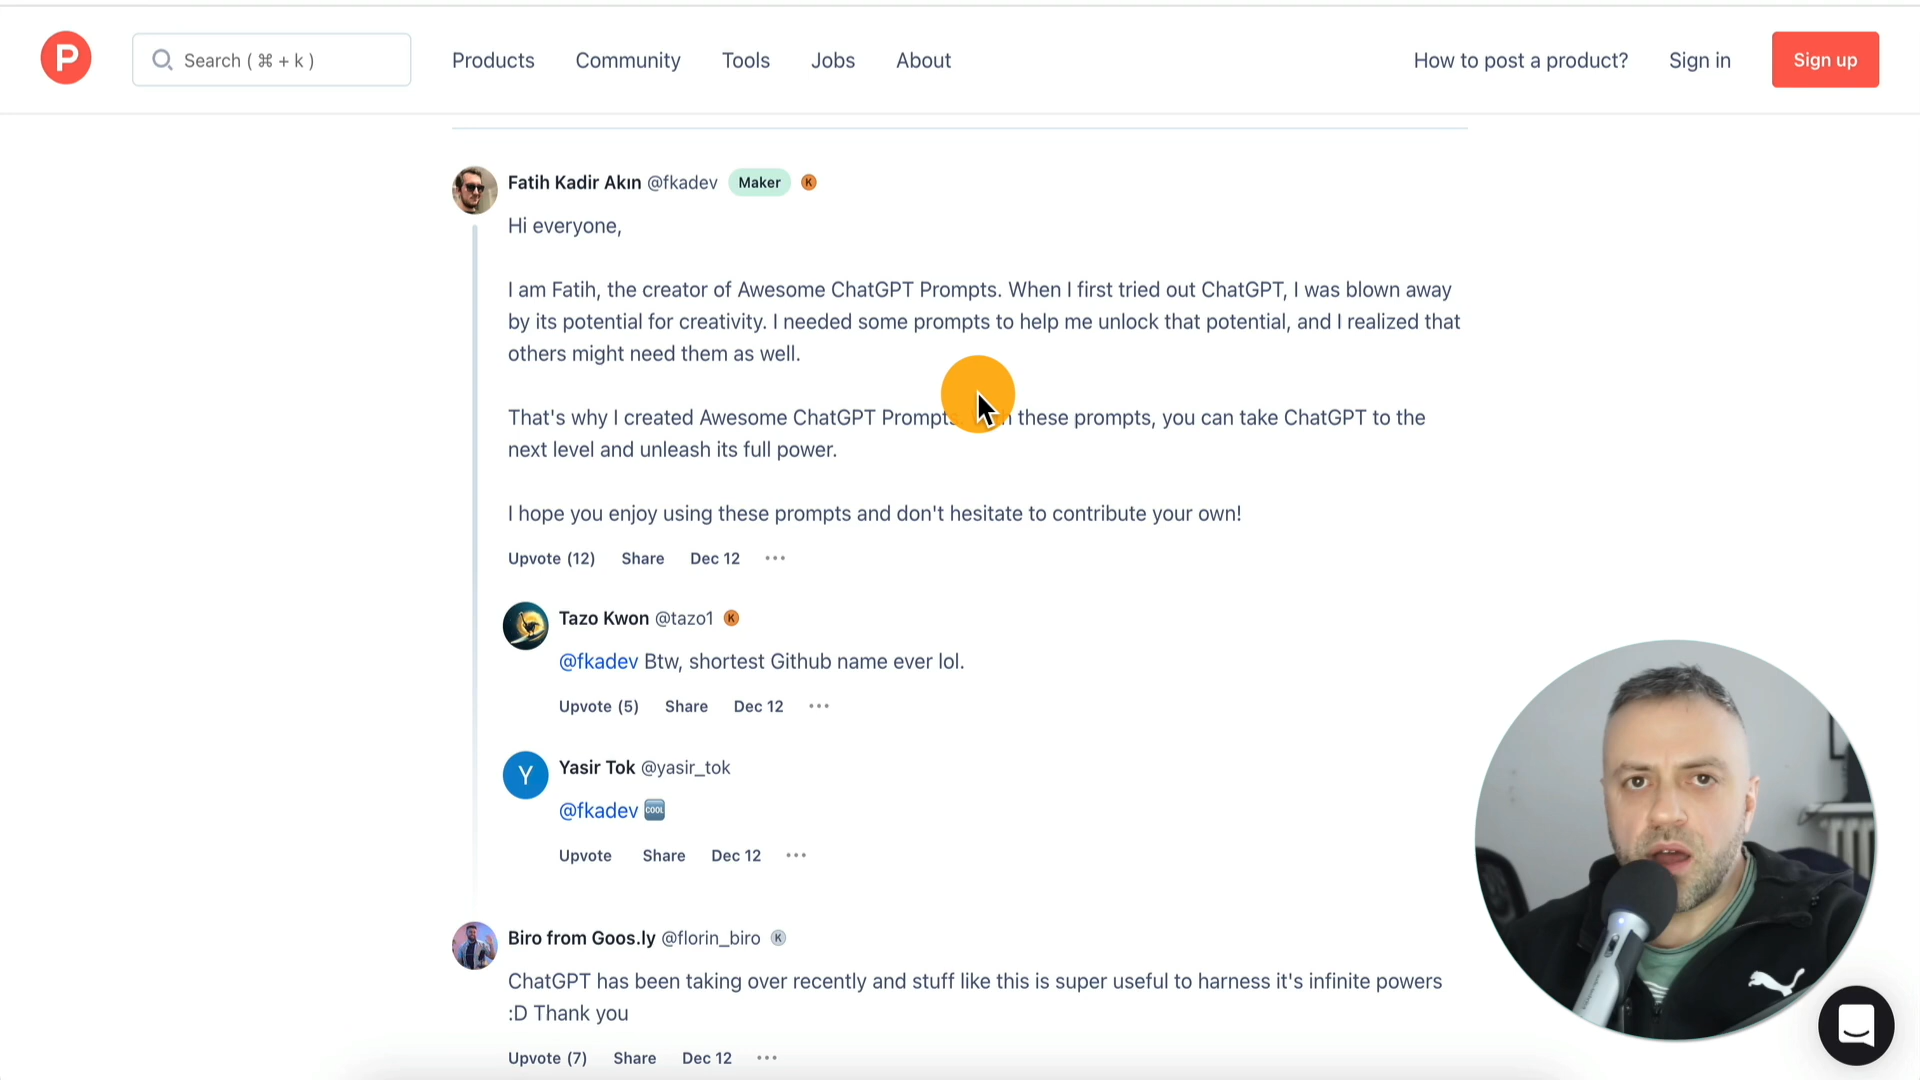 P
Search ( ⌘ + k )
Products
Community
Tools
Jobs
About
How to post a product?
Sign in
Sign up
Fatih Kadir Akın @fkadev Maker K
Hi everyone,
I am Fatih, the creator of Awesome ChatGPT Prompts. When I first tried out ChatGPT, I was blown away
by its potential for creativity. I needed some prompts to help me unlock that potential, and I realized that
others might need them as well.
That's why I created Awesome ChatGPT Prompts. these prompts, you can take ChatGPT to the
next level and unleash its full power.
I hope you enjoy using these prompts and don't hesitate to contribute your own!
Upvote (12) Share Dec 12 •••
Tazo Kwon @tazo1 K
@fkadev Btw, shortest Github name ever lol.
Upvote (5) Share Dec 12 •••
Y
Yasir Tok @yasir_tok
@fkadev COOL
Upvote Share Dec 12 •••
Biro from Goos.ly @florin_biro K
ChatGPT has been taking over recently and stuff like this is super useful to harness it's infinite powers
:D Thank you
Upvote (7) Share Dec 12 •••